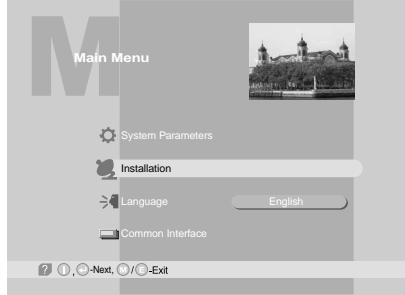 M
Main Menu
System Parameters
Installation
Language English
Common Interface
? , -Next, M / E -Exit